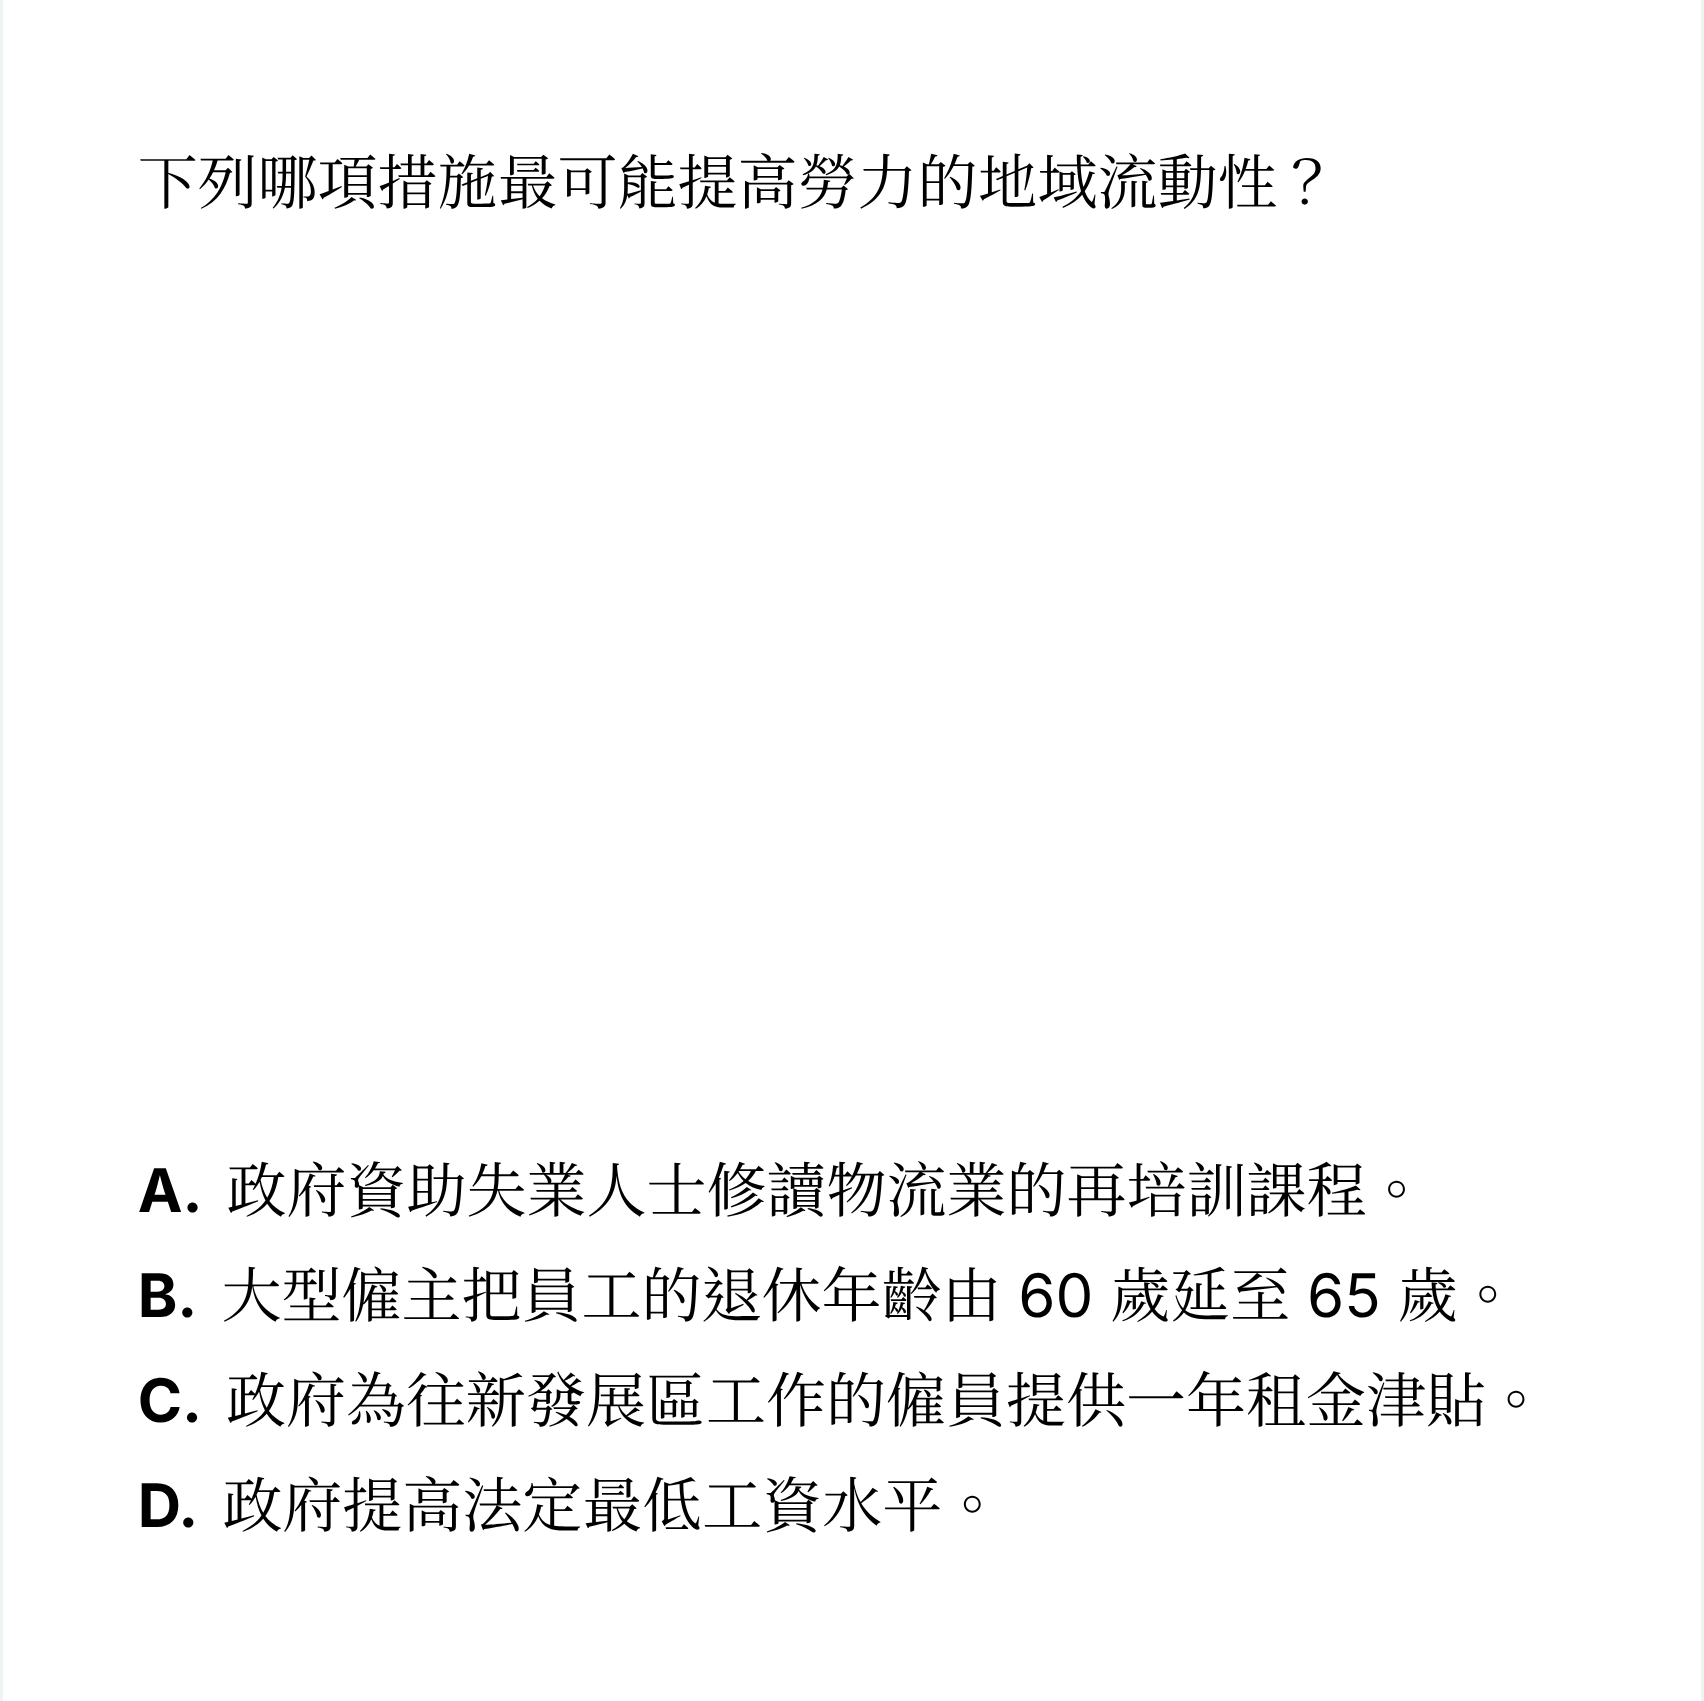 下列哪項措施最可能提高勞力的地域流動性？
A. 政府資助失業人士修讀物流業的再培訓課程。
B. 大型僱主把員工的退休年齡由 60 歲延至 65 歲。
C. 政府為往新發展區工作的僱員提供一年租金津貼。
D. 政府提高法定最低工資水平。